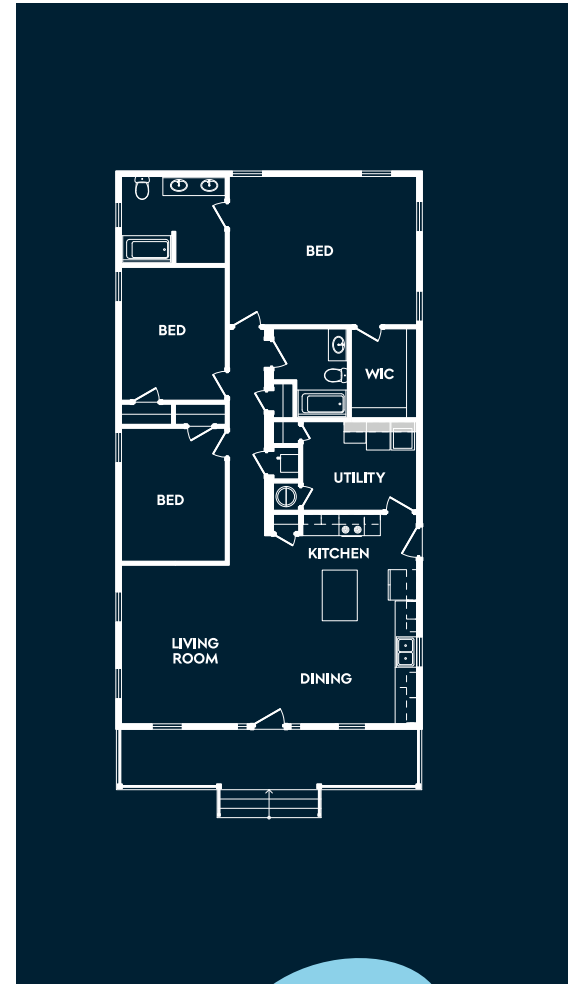 BED
BED
WIC
UTILITY
BED
KITCHEN
LIVING
ROOM
DINING